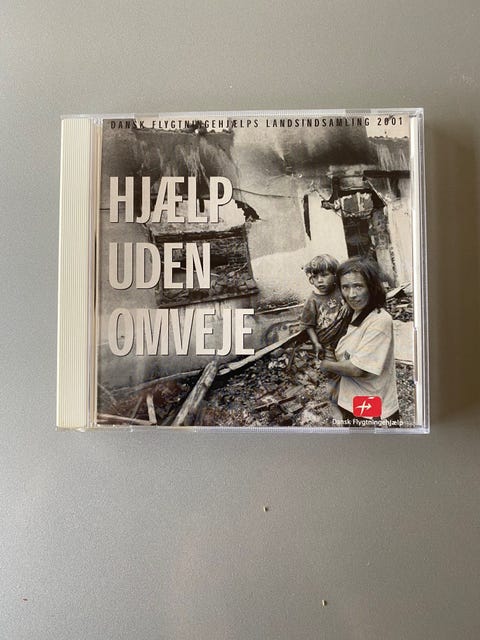 DANSK FLYGTNINGEHJÆLPS LANDSINDSAMLING 2001
HJÆLP
UDEN
OMVEJE
Dansk Flygtningehjælp